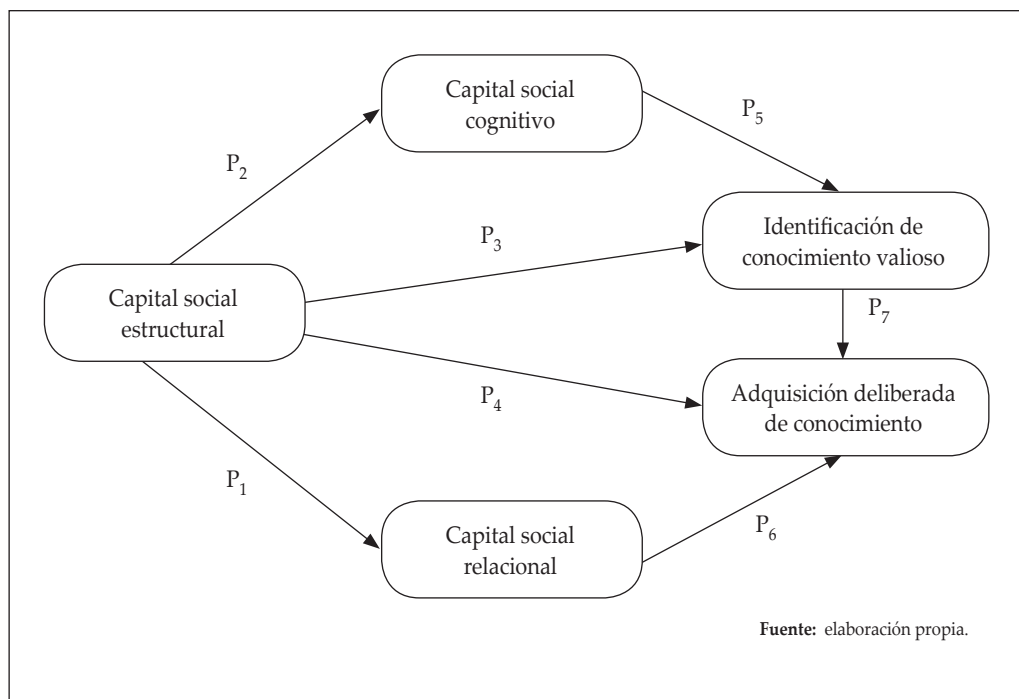 Capital social
cognitivo
P5
P2
Identificación de
conocimiento valioso
P3
Capital social
estructural
P7
Adquisición deliberada
de conocimiento
P4
P1
Capital social
relacional
P6
Fuente: elaboración propia.